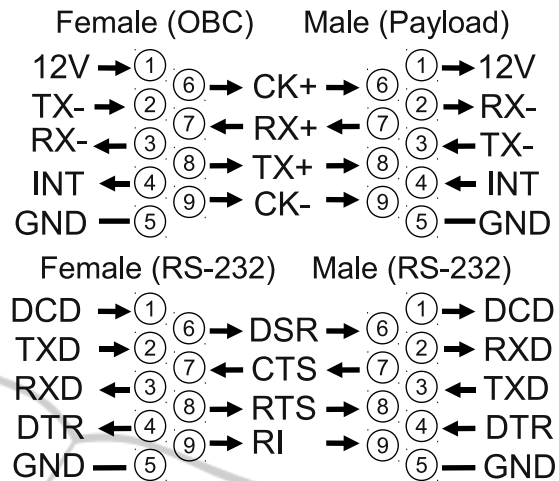 Female (OBC) Male (Payload)
12V 1 1 12V
6 CK+ 6
TX- 2 2 RX-
7 RX+ 7
RX- 3 3 TX-
8 TX+ 8
INT 4 4 INT
9 CK- 9
GND 5 5 GND
Female (RS-232) Male (RS-232)
DCD 1 1 DCD
6 DSR 6
TXD 2 2 RXD
7 CTS 7
RXD 3 3 TXD
8 RTS 8
DTR 4 4 DTR
9 RI 9
GND 5 5 GND